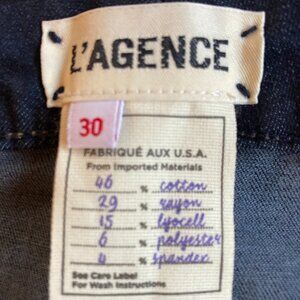 L'AGENCE
30
FABRIQUÉ AUX U.S.A.
From Imported Materials
46 % cotton
29 % rayon
15 % lyocell
6 % polyester
4 % spandex
See Care Label
For Wash Instructions